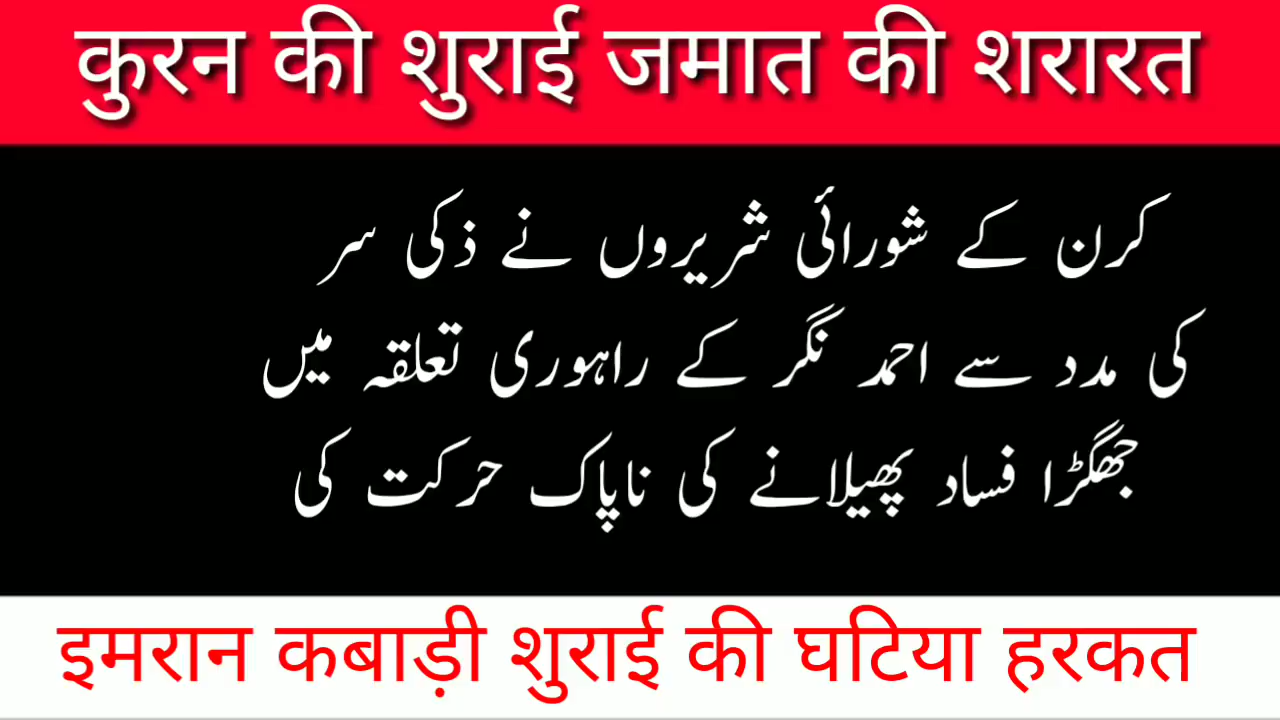 कुरन की शुराई जमात की शरारत
کرن کے شورائی شریروں نے ذکی سر
کی مدد سے احمد نگر کے راہوری تعلقہ میں
جھگڑا فساد پھیلانے کی ناپاک حرکت کی
इमरान कबाड़ी शुराई की घटिया हरकत